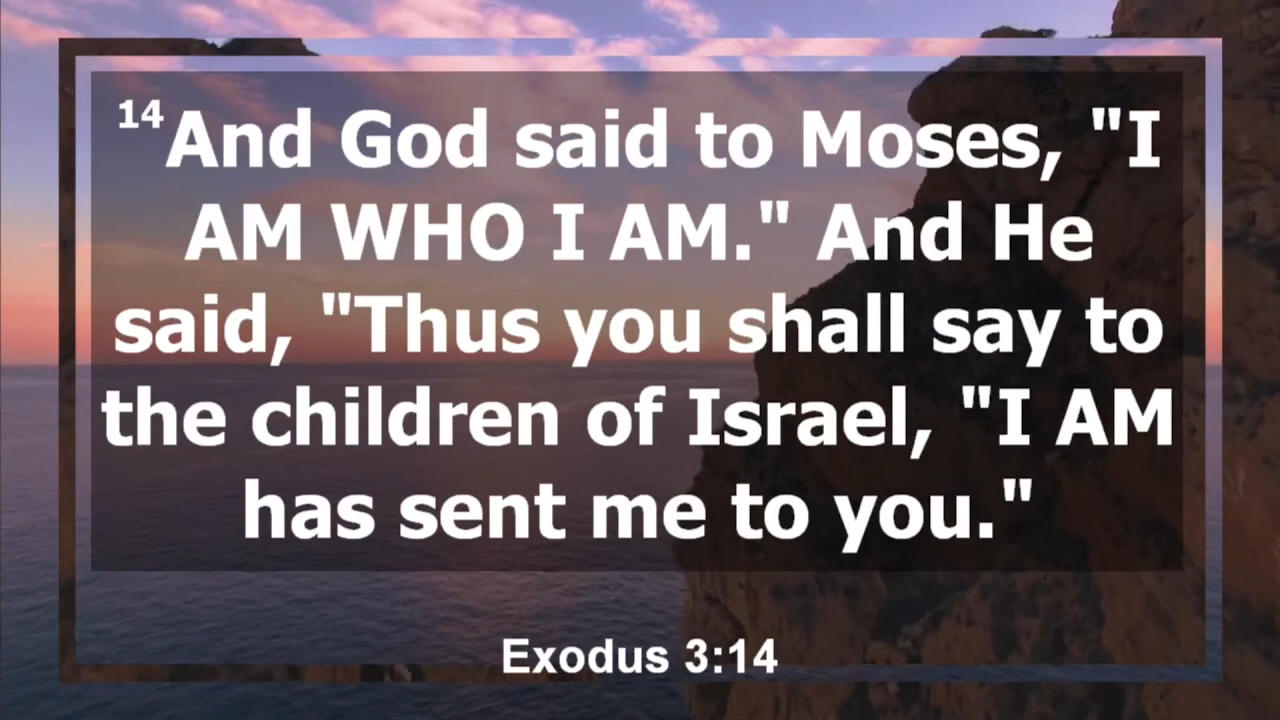 14And God said to Moses, "I
AM WHO I AM." And He
said, "Thus you shall say to
the children of Israel, "I AM
has sent me to you."
Exodus 3:14